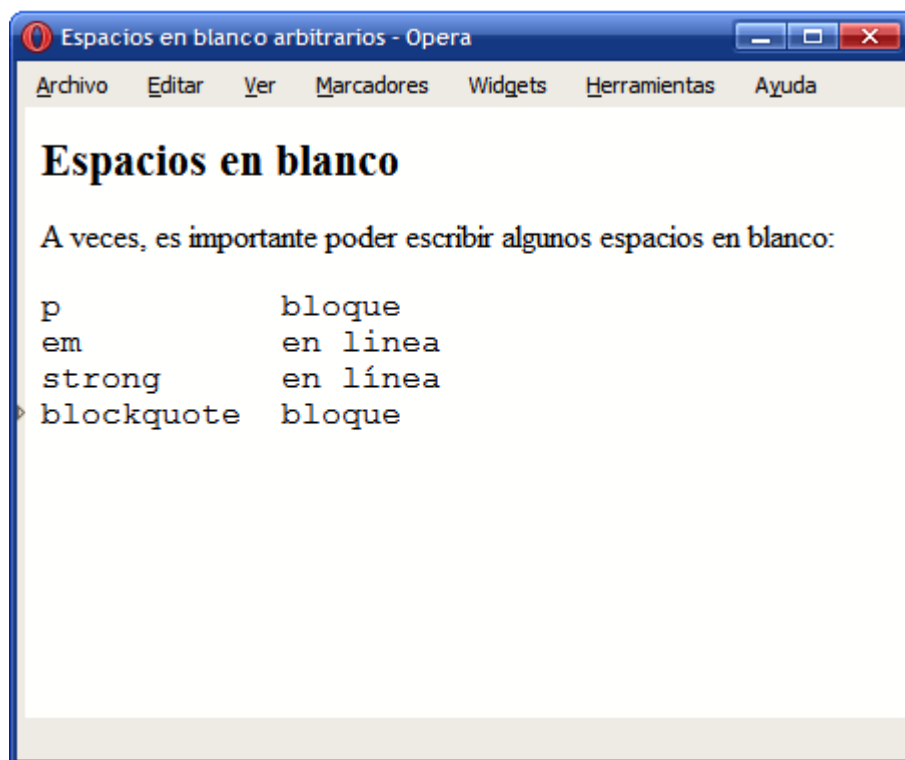 Espacios en blanco arbitrarios - Opera
Archivo Editar Ver Marcadores Widgets Herramientas Ayuda
Espacios en blanco
A veces, es importante poder escribir algunos espacios en blanco:
p           bloque
em          en linea
strong      en línea
blockquote  bloque